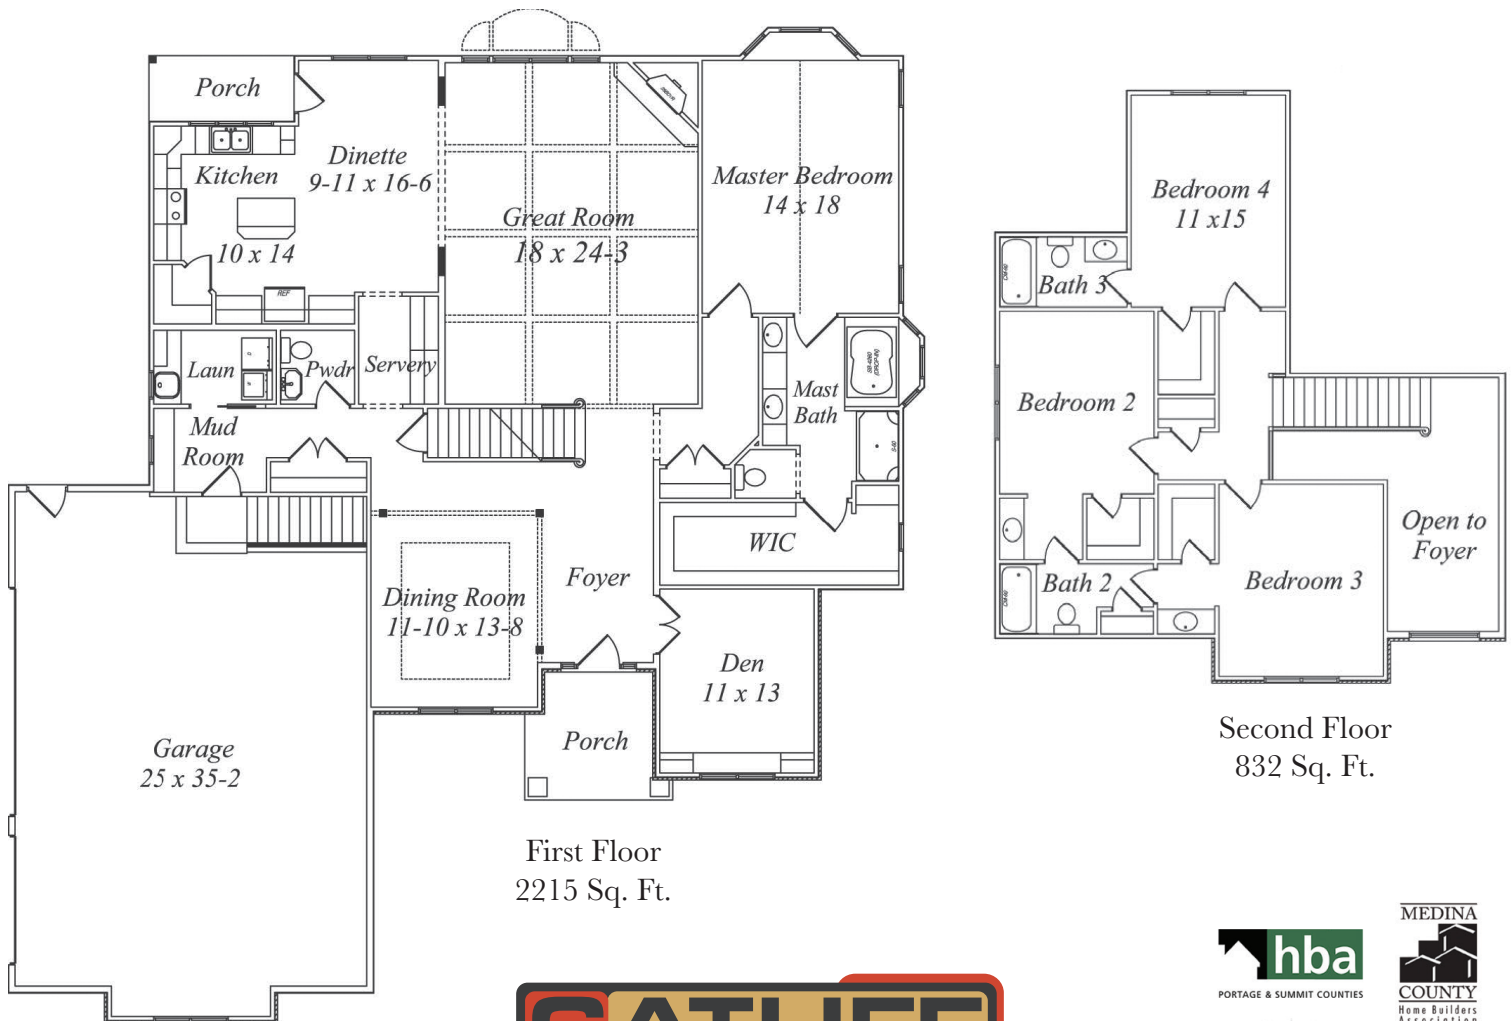 Porch
Kitchen
10 x 14
Dinette
9-11 x 16-6
Great Room
18 x 24-3
Master Bedroom
14 x 18
REF
Laun
D
Pwdr
Servery
Mud
Room
Mast
Bath
WIC
Foyer
Dining Room
11-10 x 13-8
Den
11 x 13
Porch
Garage
25 x 35-2
First Floor
2215 Sq. Ft.
Bedroom 4
11 x15
Bath 3
Bedroom 2
Bath 2
Bedroom 3
Open to
Foyer
Second Floor
832 Sq. Ft.
hba
PORTAGE & SUMMIT COUNTIES
MEDINA
COUNTY
Home Builders
Association